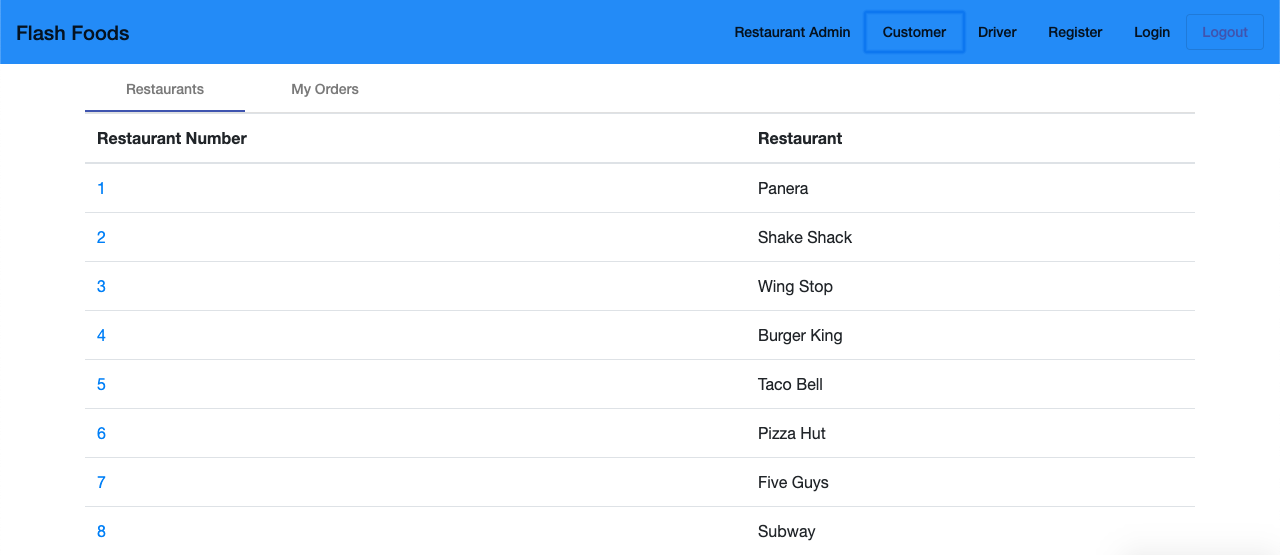 Flash Foods Restaurant Admin Customer Driver Register Login Logout
Restaurants My Orders
Restaurant Number Restaurant
1 Panera
2 Shake Shack
3 Wing Stop
4 Burger King
5 Taco Bell
6 Pizza Hut
7 Five Guys
8 Subway